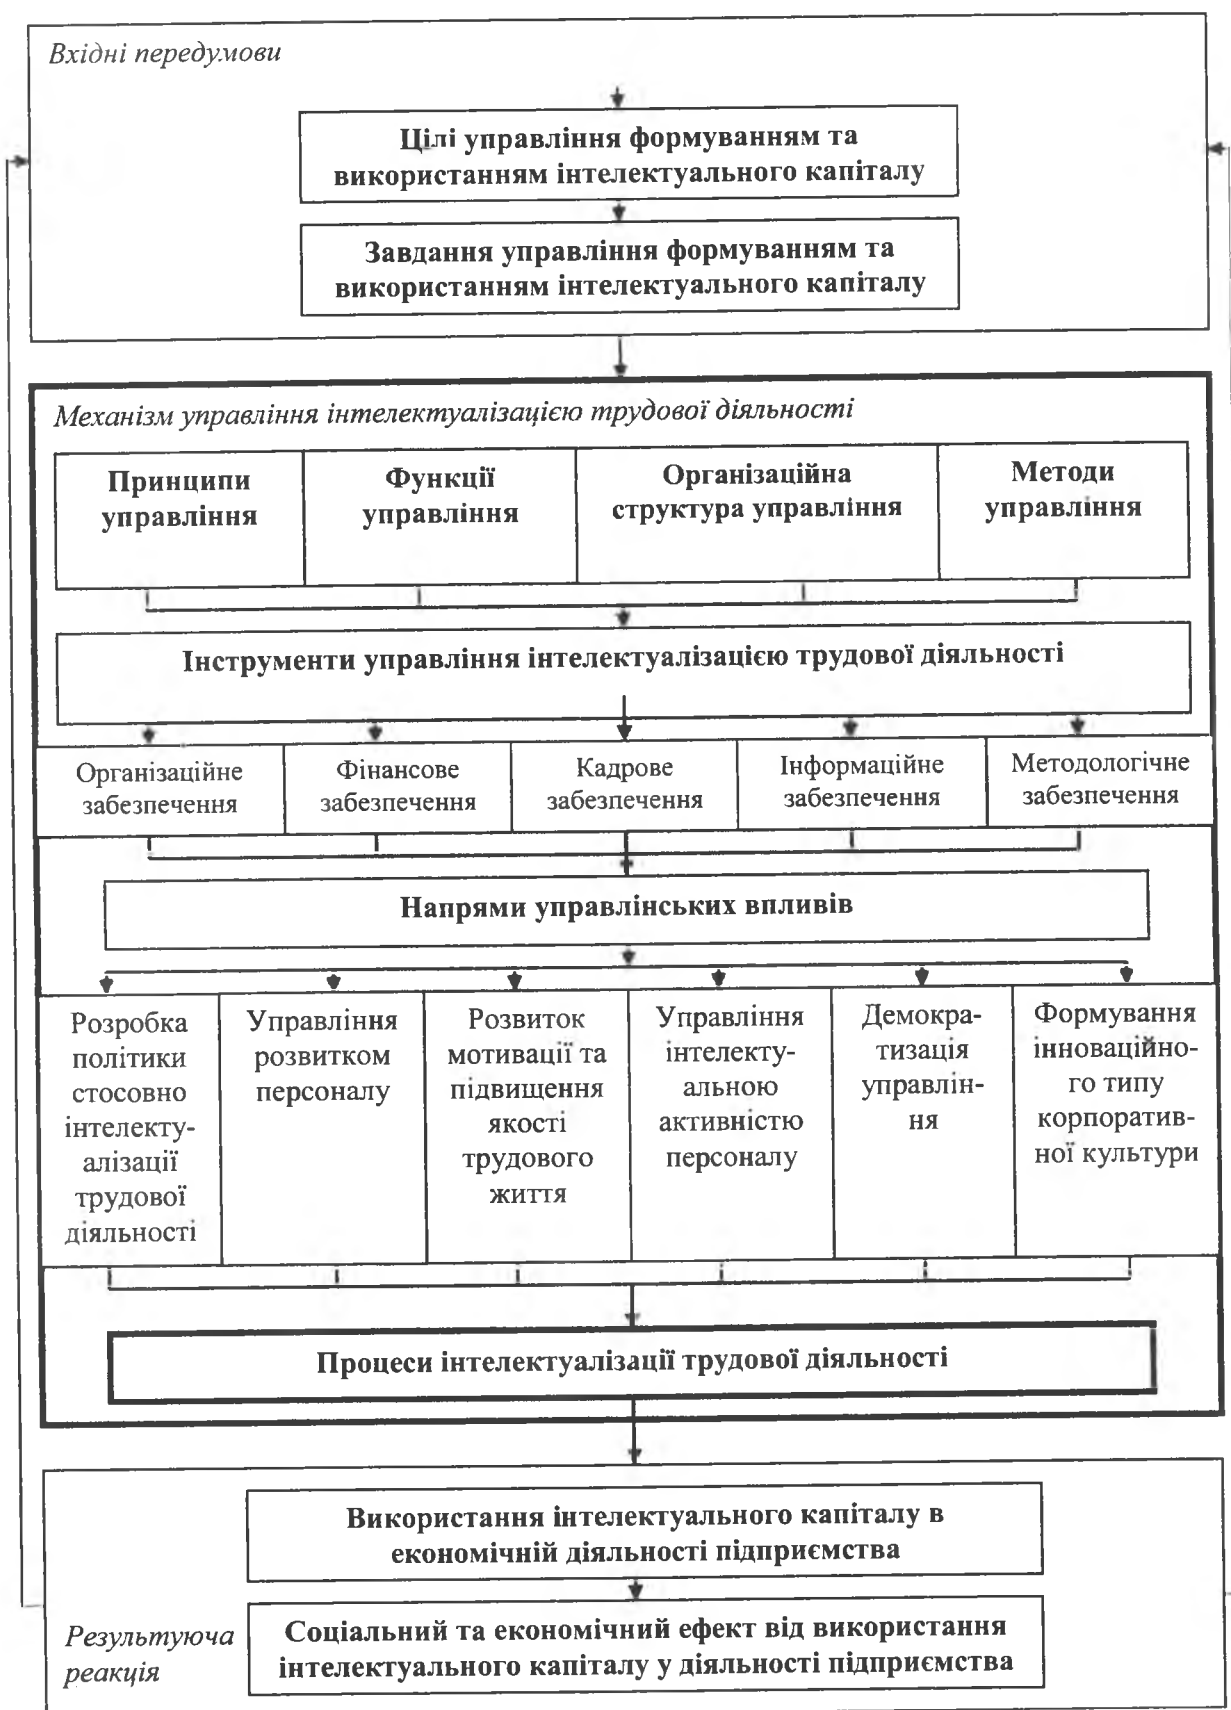 Вхідні передумови
Цілі управління формуванням та
використанням інтелектуального капіталу
Завдання управління формуванням та
використанням інтелектуального капіталу
Механізм управління інтелектуалізацією трудової діяльності
Принципи
управління
Функції
управління
Організаційна
структура управління
Методи
управління
Інструменти управління інтелектуалізацією трудової діяльності
Організаційне
забезпечення
Фінансове
забезпечення
Кадрове
забезпечення
Інформаційне
забезпечення
Методологічне
забезпечення
Напрями управлінських впливів
Розробка
політики
стосовно
інтелекту-
алізації
трудової
діяльності
Управління
розвитком
персоналу
Розвиток
мотивації та
підвищення
якості
трудового
життя
Управління
інтелекту-
альною
активністю
персоналу
Демокра-
тизація
управлін-
ня
Формування
інноваційно-
го типу
корпоратив-
ної культури
Процеси інтелектуалізації трудової діяльності
Використання інтелектуального капіталу в
економічній діяльності підприємства
Соціальний та економічний ефект від використання
інтелектуального капіталу у діяльності підприємства
Результуюча
реакція